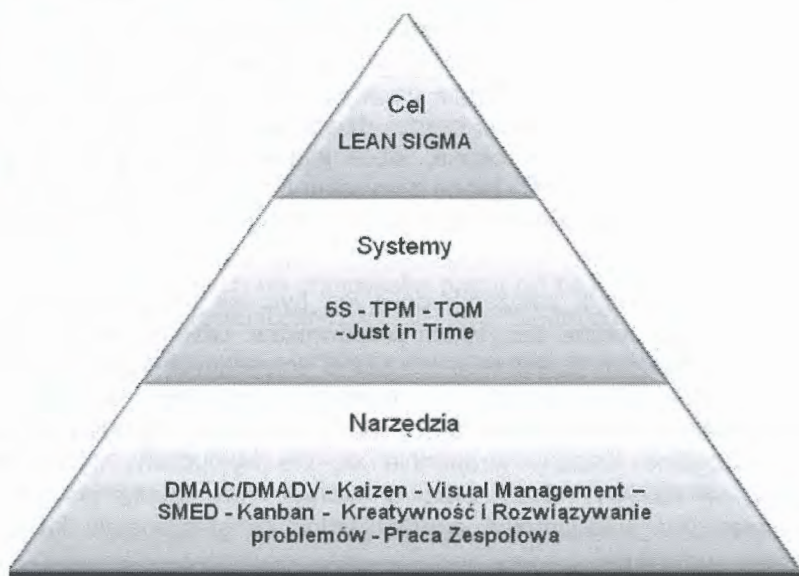 Cel
LEAN SIGMA
Systemy
5S - TPM - TQM
- Just in Time
Narzędzia
DMAIC/DMADV - Kaizen - Visual Management –
SMED - Kanban - Kreatywność i Rozwiązywanie
problemów - Praca Zespołowa